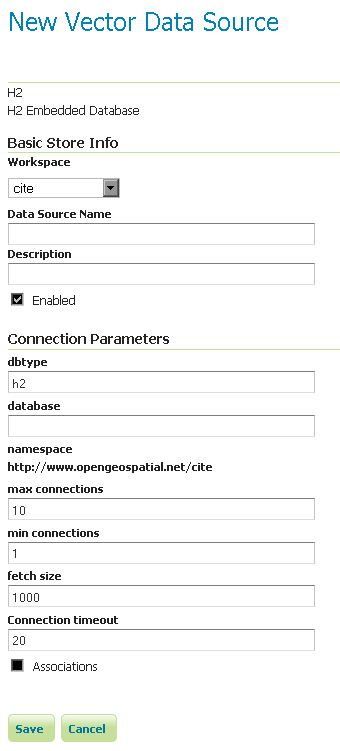 New Vector Data Source
H2
H2 Embedded Database
Basic Store Info
Workspace
cite
Data Source Name
Description
Enabled
Connection Parameters
dbtype
h2
database
namespace
http://www.opengeospatial.net/cite
max connections
10
min connections
1
fetch size
1000
Connection timeout
20
Associations
Save Cancel